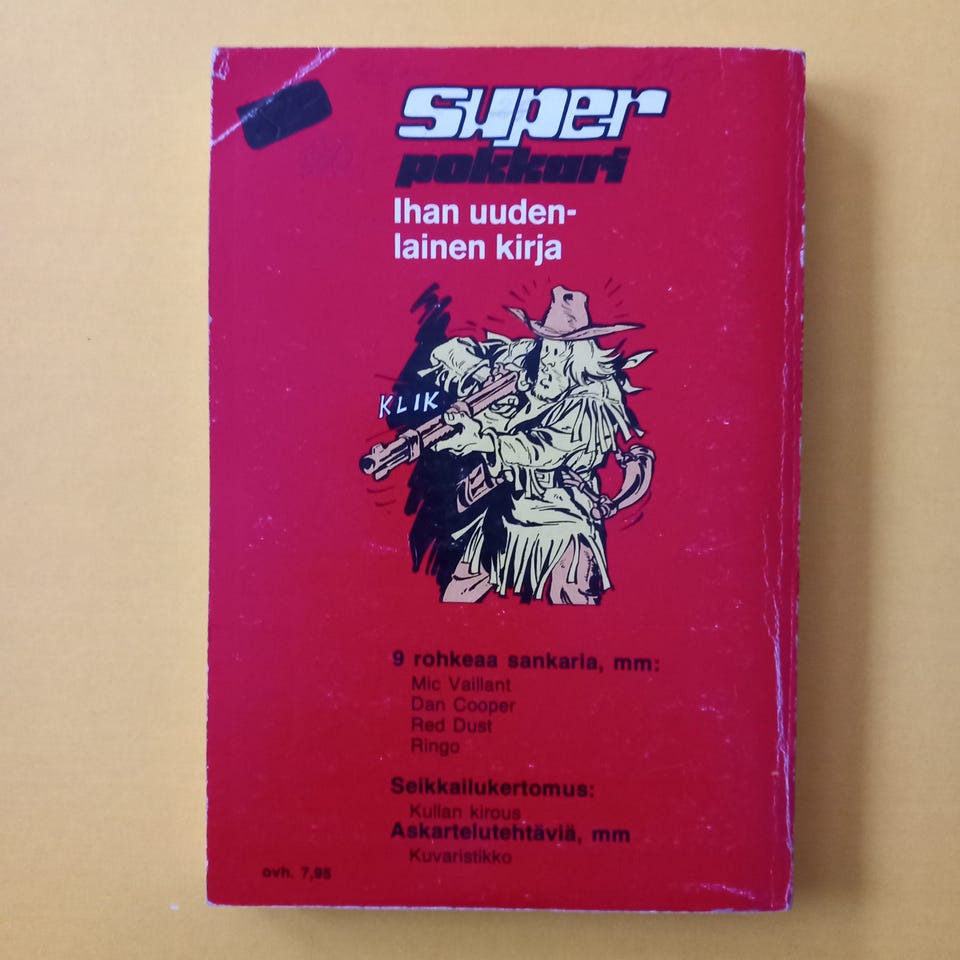 super
pokkari
Ihan uuden-
lainen kirja
KLIK
9 rohkeaa sankaria, mm:
Mic Vaillant
Dan Cooper
Red Dust
Ringo
Seikkailukertomus:
Kullan kirous
Askartelutehtäviä, mm
Kuvaristikko
ovh. 7,95